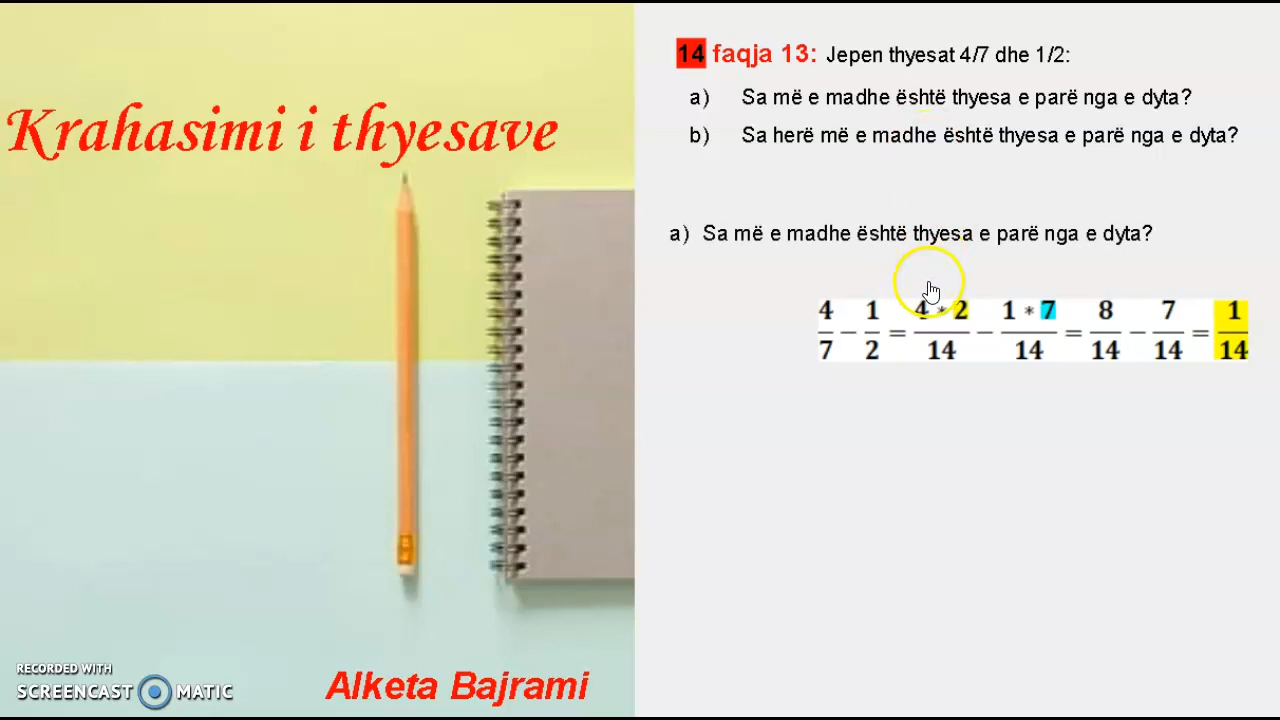 Krahasimi i thyesave
Alketa Bajrami
RECORDED WITH
SCREENCAST MATIC
14 faqja 13: Jepen thyesat 4/7 dhe 1/2:
a) Sa më e madhe është thyesa e parë nga e dyta?
b) Sa herë më e madhe është thyesa e parë nga e dyta?
a) Sa më e madhe është thyesa e parë nga e dyta?
4/7 − 1/2 = 4 * 2/14 − 1 * 7/14 = 8/14 − 7/14 = 1/14